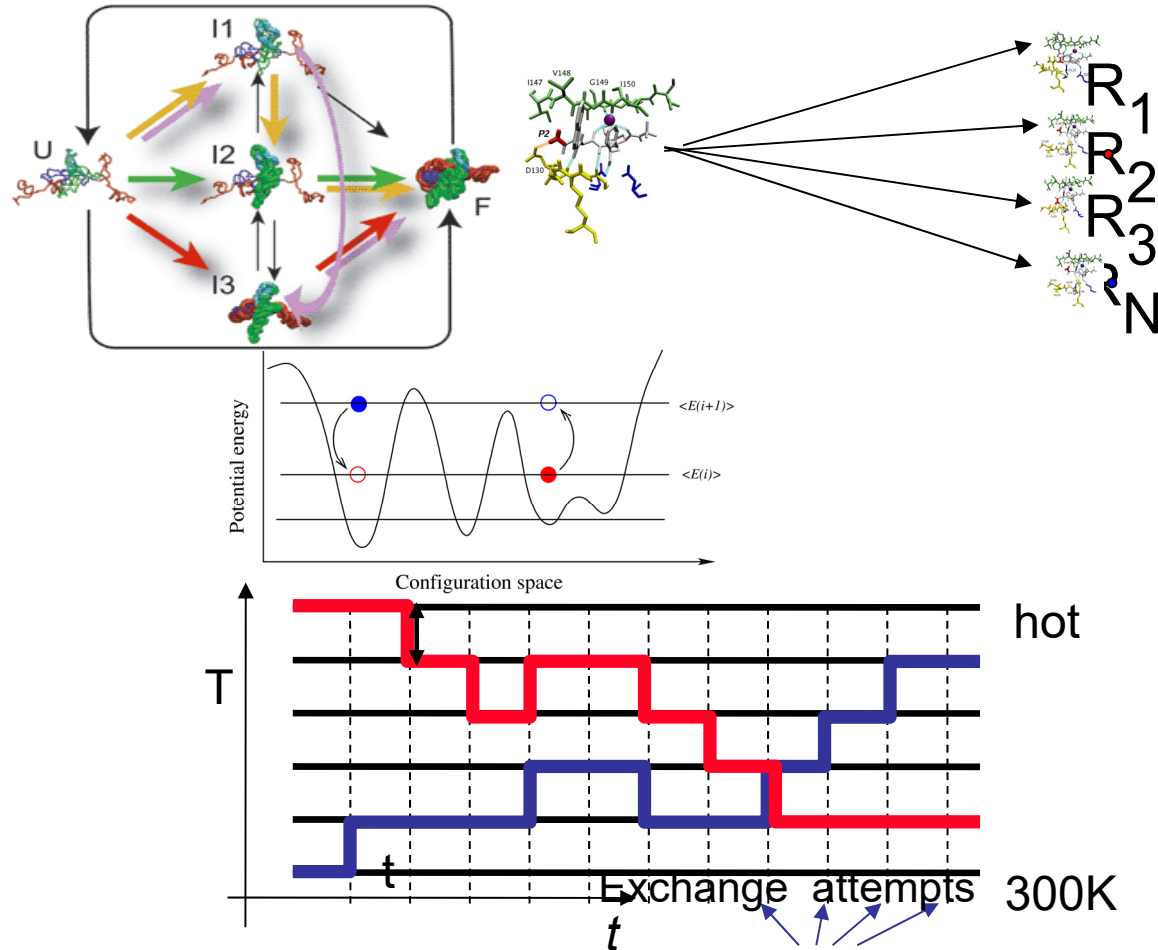 I1
U
I2
F
I3
I147
V148
G149
I150
P2
D130
R1
R2
R3
RN
Potential energy
<E(i+1)>
<E(i)>
Configuration space
T
hot
t
Exchange attempts
300K
t